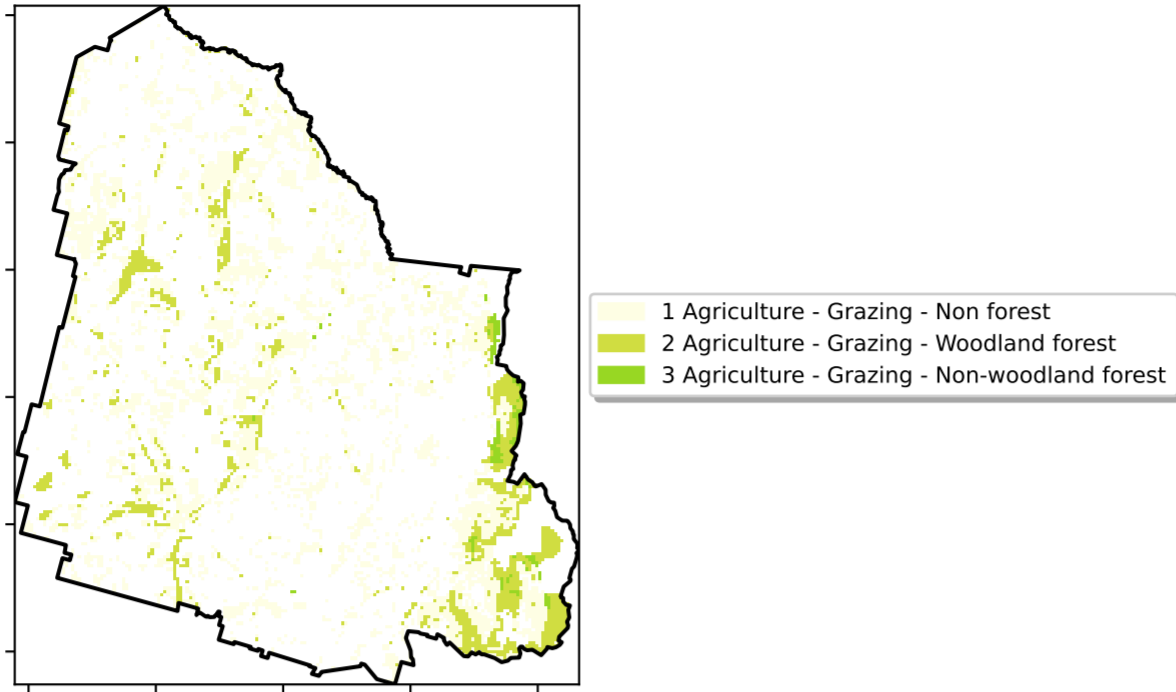 1 Agriculture - Grazing - Non forest
2 Agriculture - Grazing - Woodland forest
3 Agriculture - Grazing - Non-woodland forest